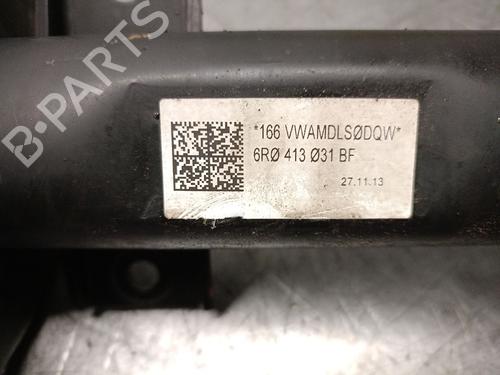 B-PARTS
*166 VWAMDLSØDQW*
6RØ 413 Ø31 BF
27.11.13